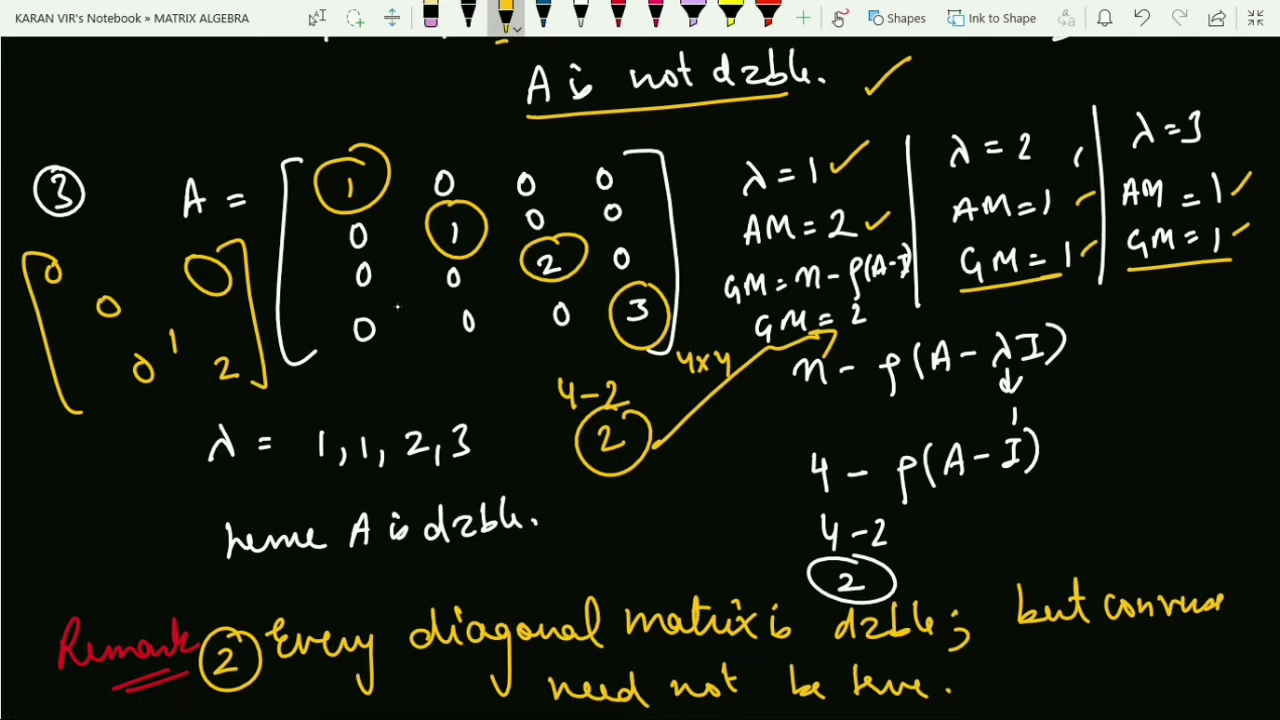 KARAN VIR's Notebook » MATRIX ALGEBRA
Shapes
Ink to Shape
A is not dzble.
③ A = [ 1 0 0 0
0 1 0 0
0 0 2 0
0 0 0 3 ]
[ 0 0
0
0 1 2 ]
λ = 1
AM = 2
GM = n - ρ(A-I)
GM = 2
λ = 2,
AM = 1
GM = 1
λ = 3
AM = 1
GM = 1
4x4
4-2
2
n - ρ(A - λI)
1
4 - ρ(A - I)
4-2
2
λ = 1, 1, 2, 3
A is dzble.
Remark ② Every diagonal matrix is dzble; but converse
need not be true.